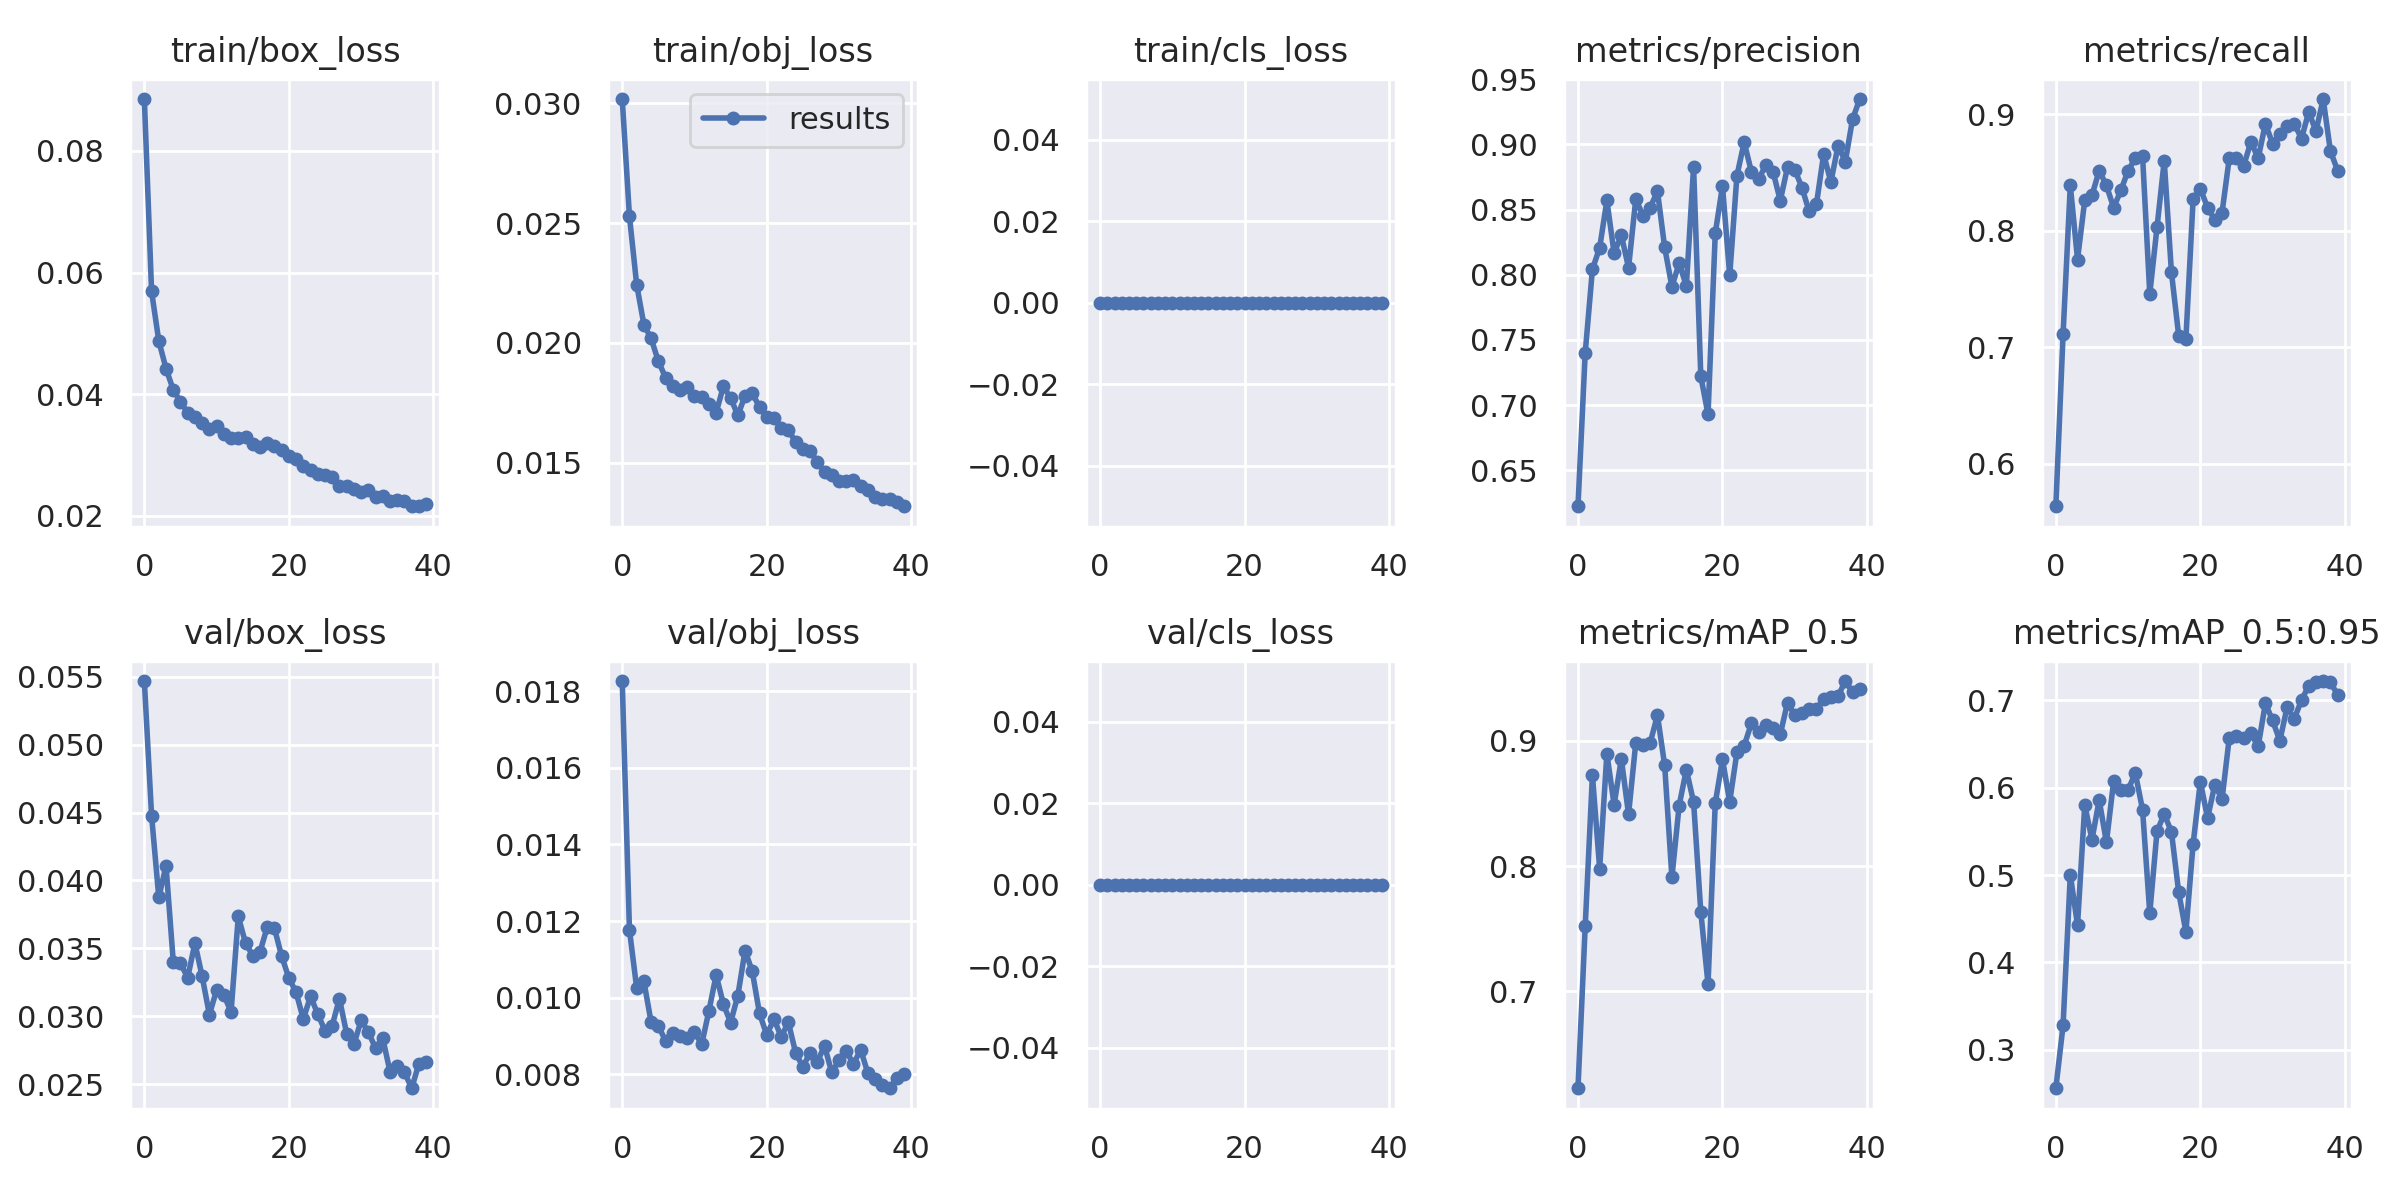 train/box_loss
0.08
0.06
0.04
0.02
0 20 40
train/obj_loss
results
0.030
0.025
0.020
0.015
0 20 40
train/cls_loss
0.04
0.02
0.00
−0.02
−0.04
0 20 40
metrics/precision
0.95
0.90
0.85
0.80
0.75
0.70
0.65
0 20 40
metrics/recall
0.9
0.8
0.7
0.6
0 20 40
val/box_loss
0.055
0.050
0.045
0.040
0.035
0.030
0.025
0 20 40
val/obj_loss
0.018
0.016
0.014
0.012
0.010
0.008
0 20 40
val/cls_loss
0.04
0.02
0.00
−0.02
−0.04
0 20 40
metrics/mAP_0.5
0.9
0.8
0.7
0 20 40
metrics/mAP_0.5:0.95
0.7
0.6
0.5
0.4
0.3
0 20 40